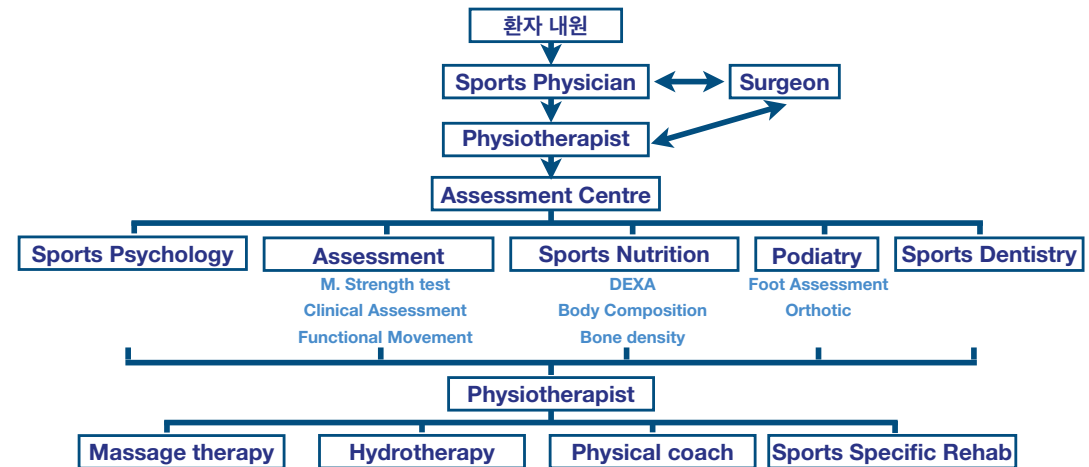 환자 내원
Sports Physician
Surgeon
Physiotherapist
Assessment Centre
Sports Psychology
Assessment
Sports Nutrition
Podiatry
Sports Dentistry
M. Strength test
DEXA
Foot Assessment
Clinical Assessment
Body Composition
Orthotic
Functional Movement
Bone density
Physiotherapist
Massage therapy
Hydrotherapy
Physical coach
Sports Specific Rehab